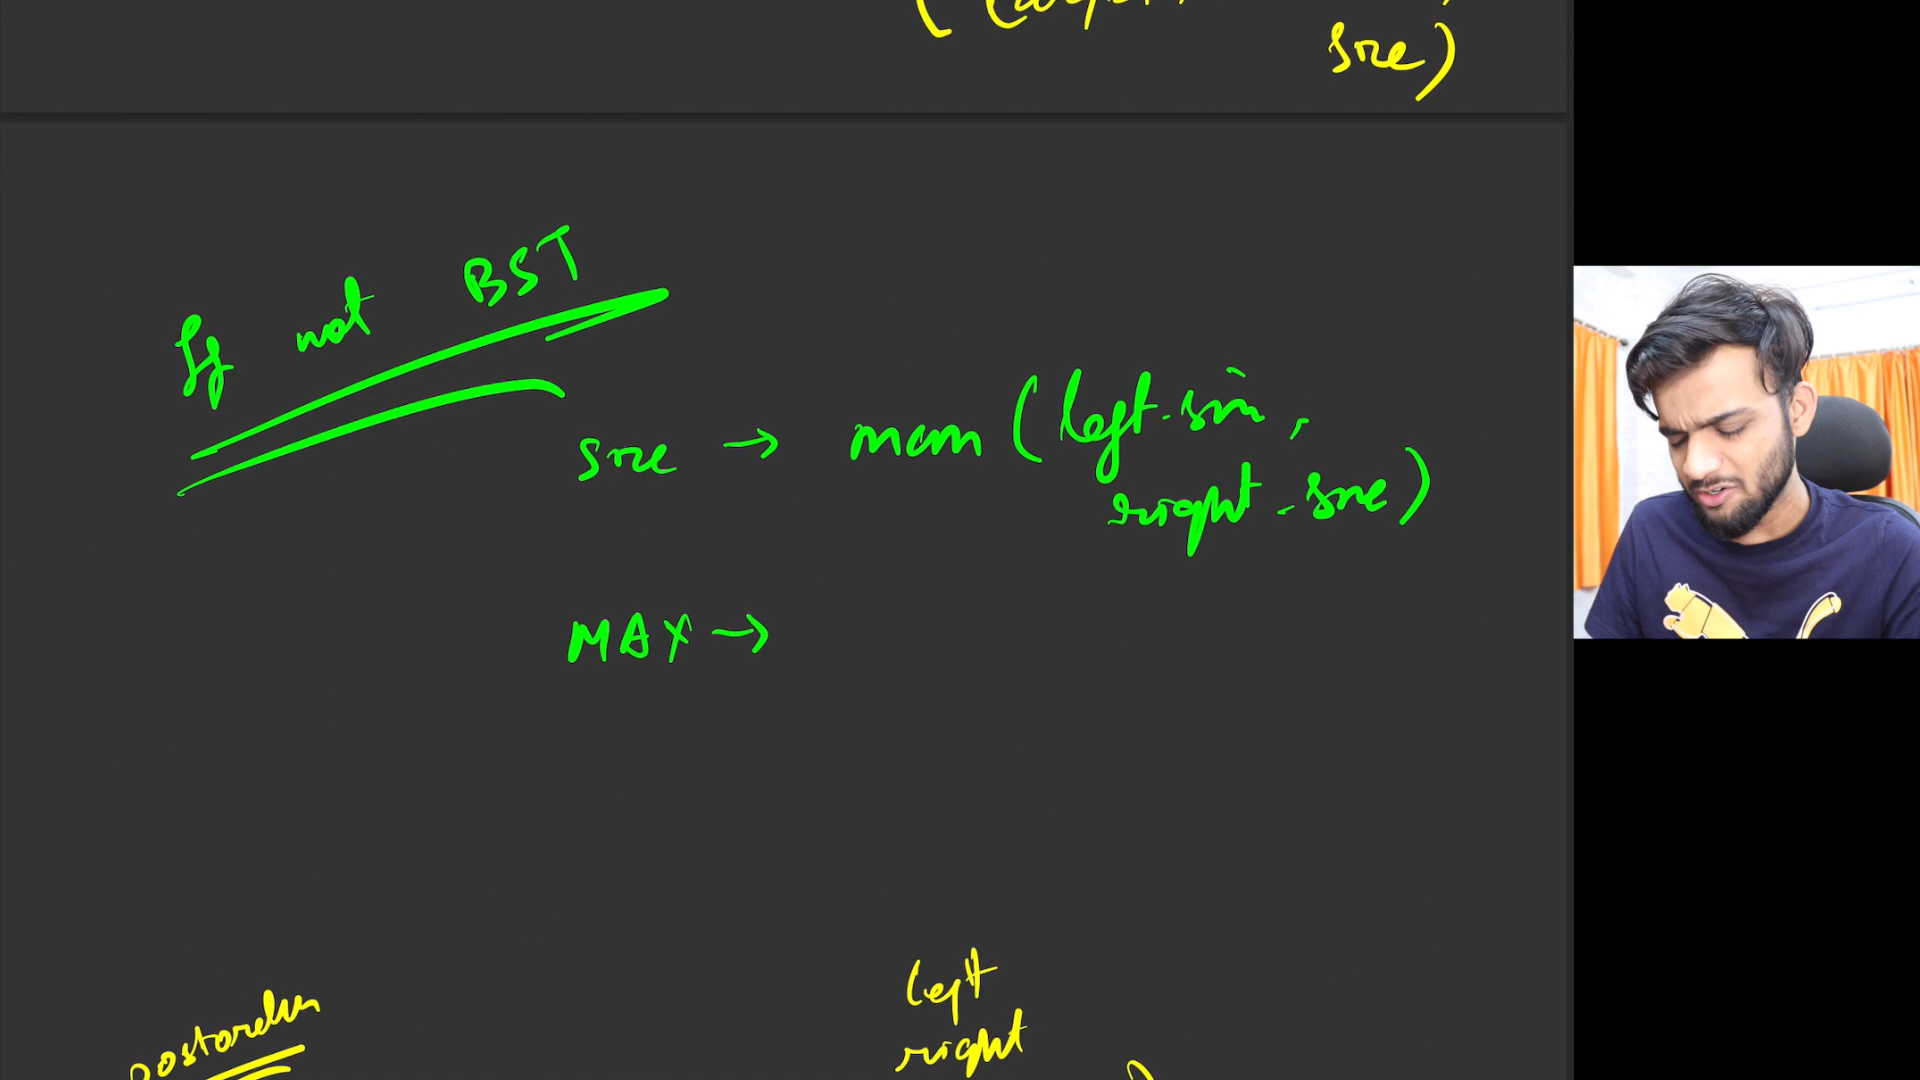 size)
If not BST
size → max (left-size,
right-size)
MAX →
left
postorder
right